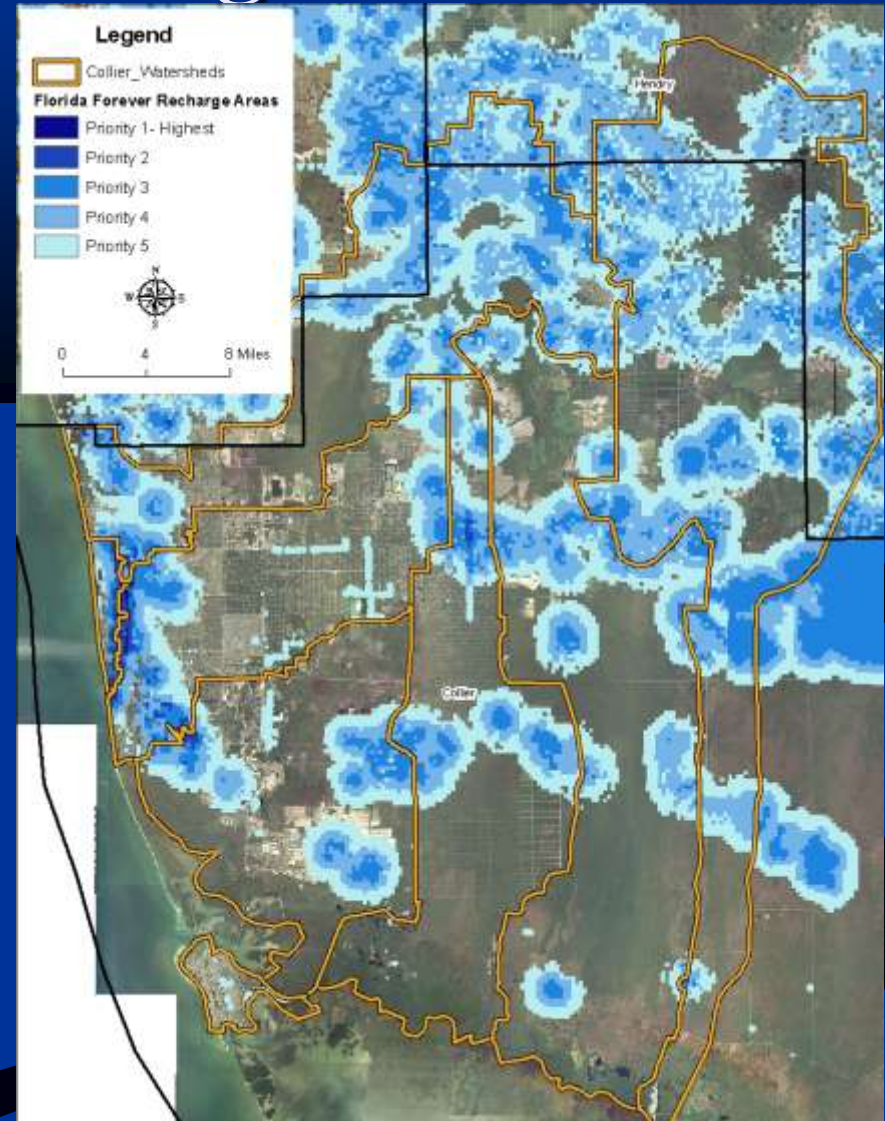 Legend
Collier_Watersheds
Florida Forever Recharge Areas
Priority 1- Highest
Priority 2
Priority 3
Priority 4
Priority 5
N
W S
S
0 4 8 Miles
Hendry
Collier